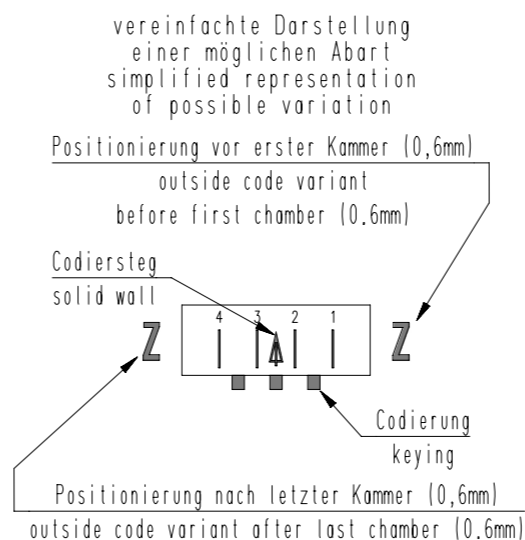 vereinfachte Darstellung
einer möglichen Abart
simplified representation
of possible variation
Positionierung vor erster Kammer (0,6mm)
outside code variant
before first chamber (0.6mm)
Codiersteg
solid wall
4 3 2 1
Z Z
Codierung
keying
Positionierung nach letzter Kammer (0,6mm)
outside code variant after last chamber (0.6mm)